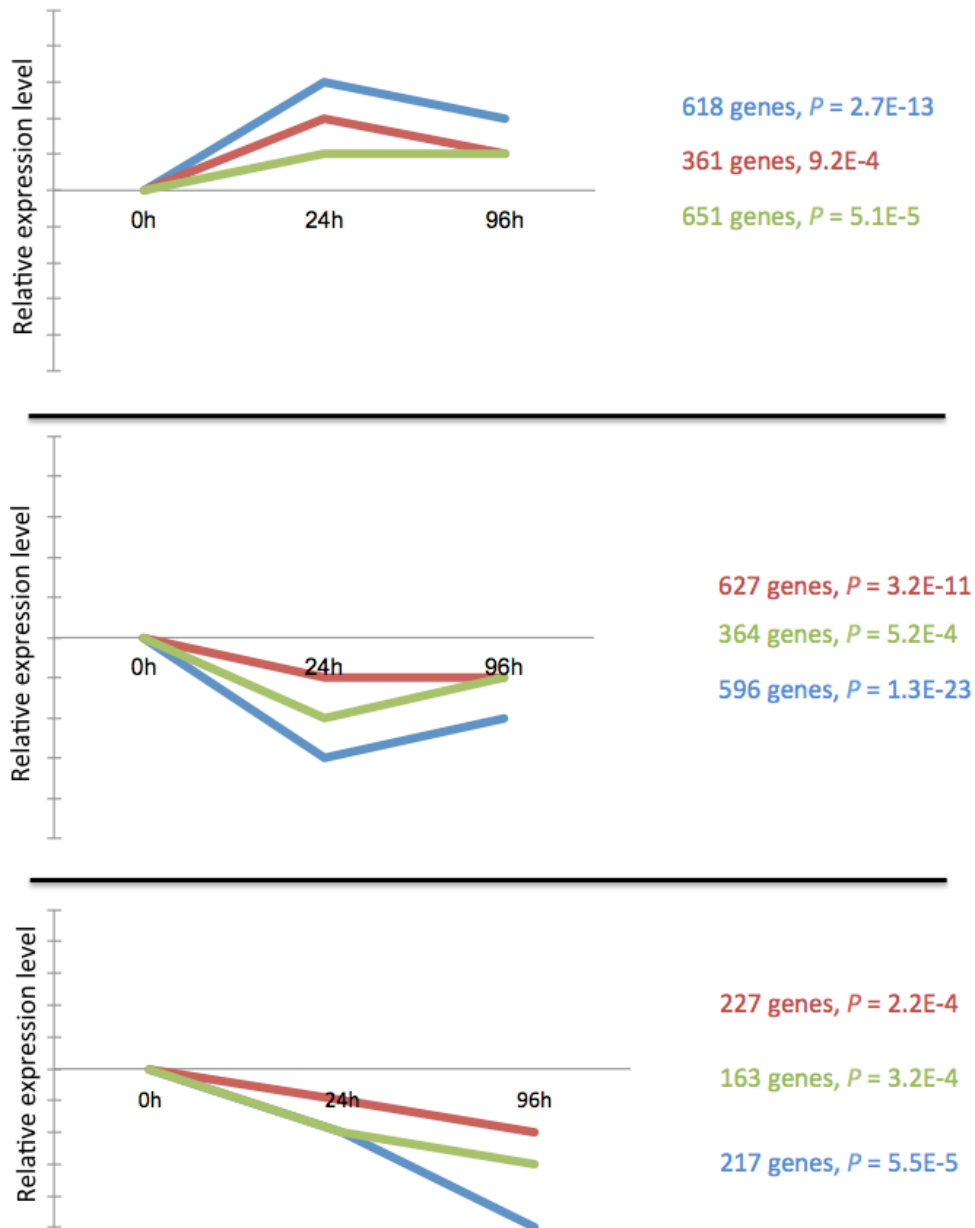 Relative expression level
0h
24h
96h
618 genes, P = 2.7E-13
361 genes, 9.2E-4
651 genes, P = 5.1E-5
Relative expression level
0h
24h
96h
627 genes, P = 3.2E-11
364 genes, P = 5.2E-4
596 genes, P = 1.3E-23
Relative expression level
0h
24h
96h
227 genes, P = 2.2E-4
163 genes, P = 3.2E-4
217 genes, P = 5.5E-5